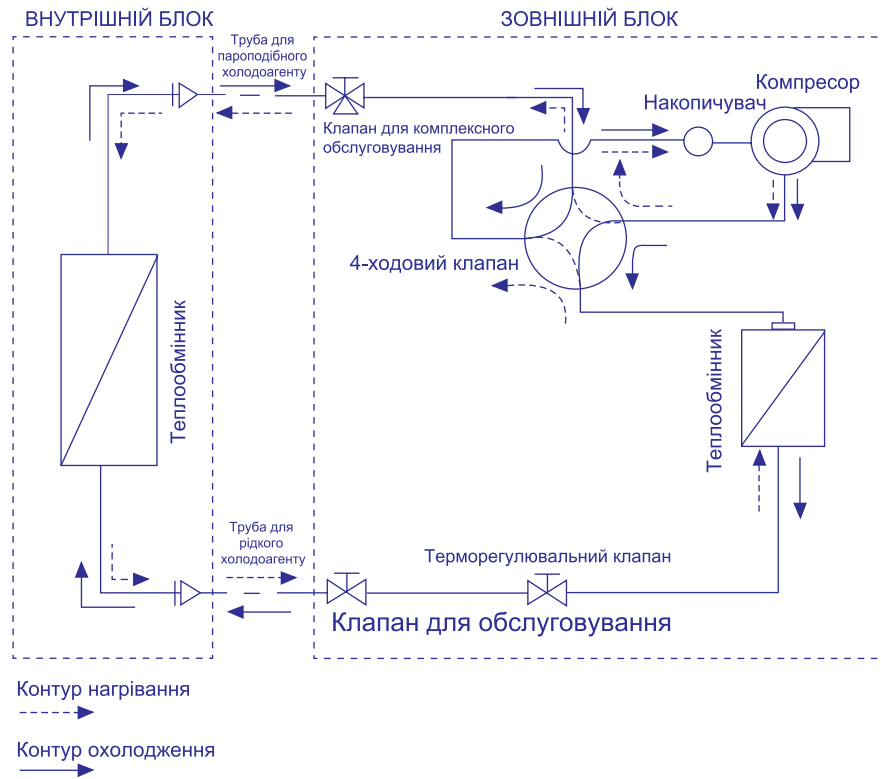 ВНУТРІШНІЙ БЛОК
ЗОВНІШНІЙ БЛОК
Труба для
пароподібного
холодоагенту
Компресор
Накопичувач
Клапан для комплексного
обслуговування
4-ходовий клапан
Теплообмінник
Теплообмінник
Труба для
рідкого
холодоагенту
Терморегулювальний клапан
Клапан для обслуговування
Контур нагрівання
Контур охолодження